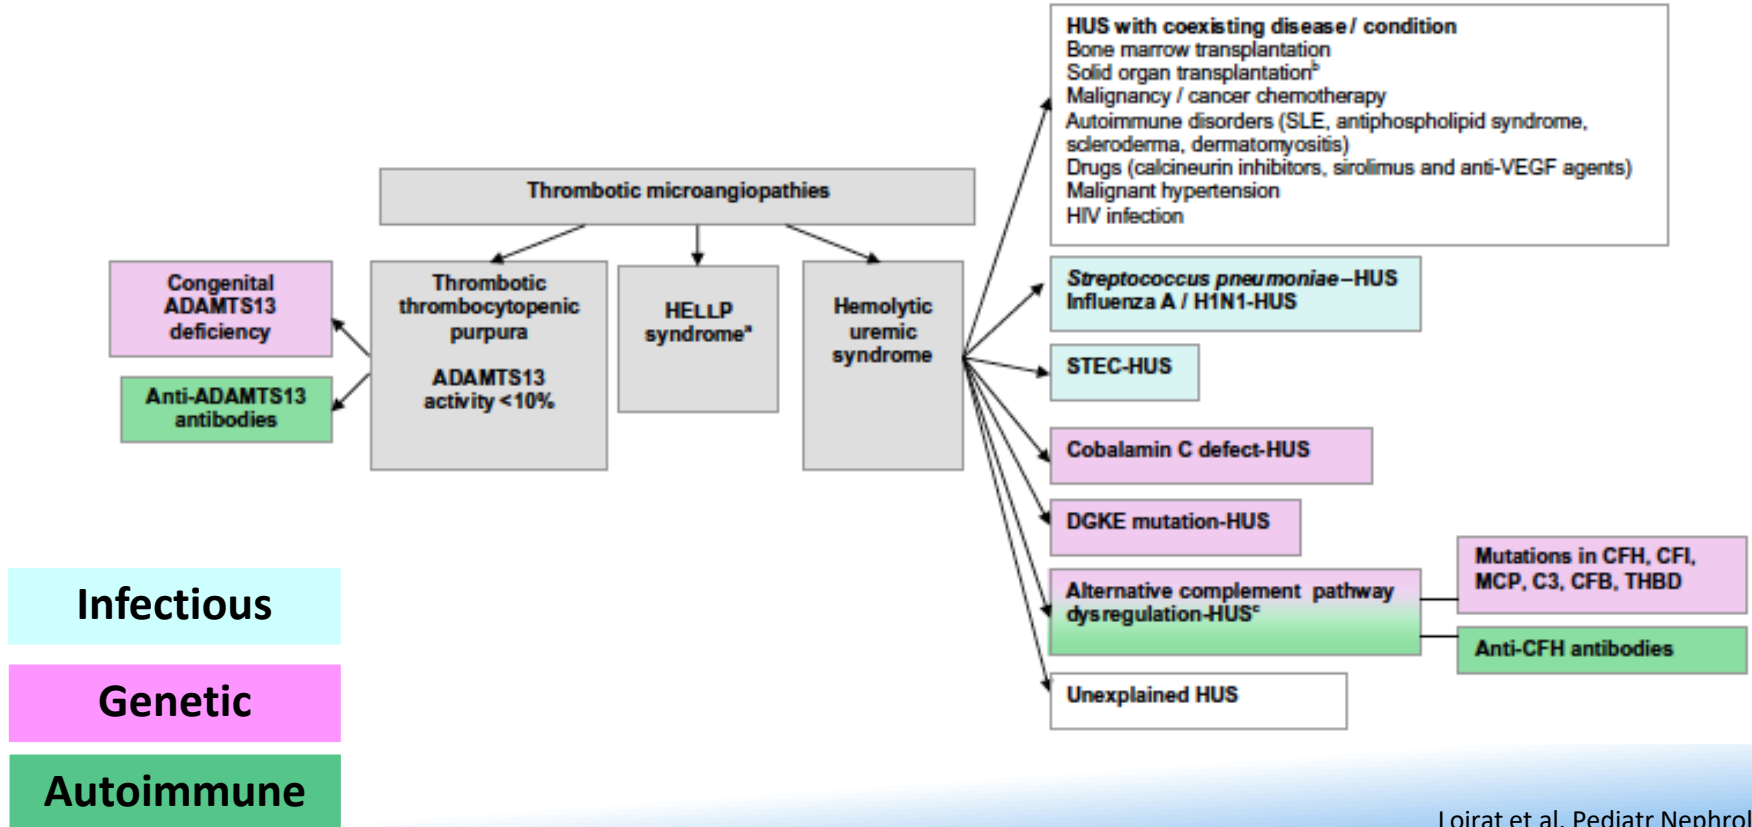 HUS with coexisting disease / condition
Bone marrow transplantation
Solid organ transplantationᵇ
Malignancy / cancer chemotherapy
Autoimmune disorders (SLE, antiphospholipid syndrome,
scleroderma, dermatomyositis)
Drugs (calcineurin inhibitors, sirolimus and anti-VEGF agents)
Malignant hypertension
HIV infection
Thrombotic microangiopathies
Congenital
ADAMTS13
deficiency
Anti-ADAMTS13
antibodies
Thrombotic
thrombocytopenic
purpura
ADAMTS13
activity <10%
HELLP
syndromeᵃ
Hemolytic
uremic
syndrome
Streptococcus pneumoniae–HUS
Influenza A / H1N1-HUS
STEC-HUS
Cobalamin C defect-HUS
DGKE mutation-HUS
Alternative complement pathway
dysregulation-HUSᶜ
Mutations in CFH, CFI,
MCP, C3, CFB, THBD
Anti-CFH antibodies
Unexplained HUS
Infectious
Genetic
Autoimmune
Loirat et al. Pediatr Nephrol